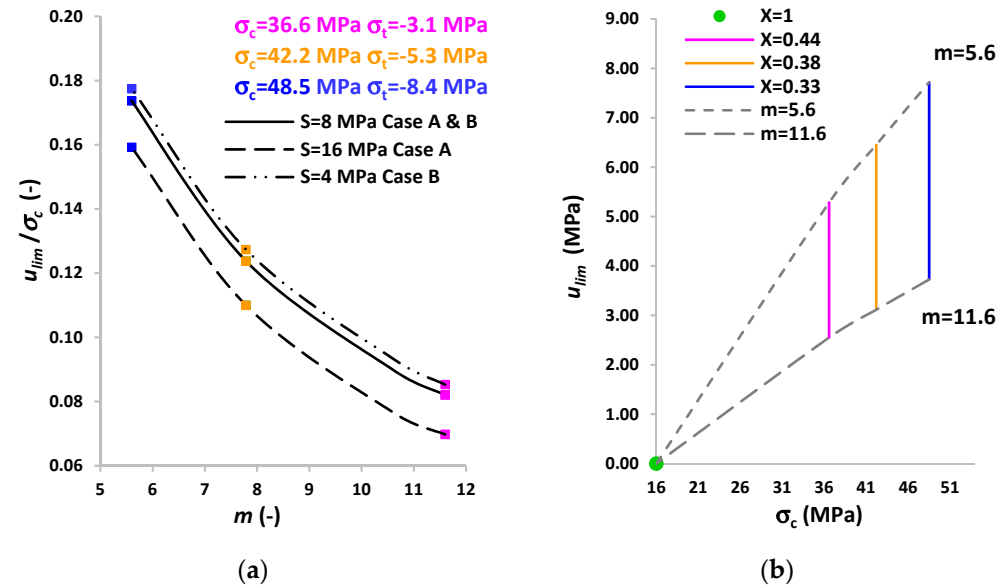 σc=36.6 MPa σt=-3.1 MPa
σc=42.2 MPa σt=-5.3 MPa
σc=48.5 MPa σt=-8.4 MPa
S=8 MPa Case A & B
S=16 MPa Case A
S=4 MPa Case B
0.20
0.18
0.16
0.14
0.12
0.10
0.08
0.06
ulim/σc (-)
5 6 7 8 9 10 11 12
m (-)
(a)
X=1
X=0.44
X=0.38
X=0.33
m=5.6
m=11.6
m=5.6
m=11.6
9.00
8.00
7.00
6.00
5.00
4.00
3.00
2.00
1.00
0.00
ulim (MPa)
16 21 26 31 36 41 46 51
σc (MPa)
(b)